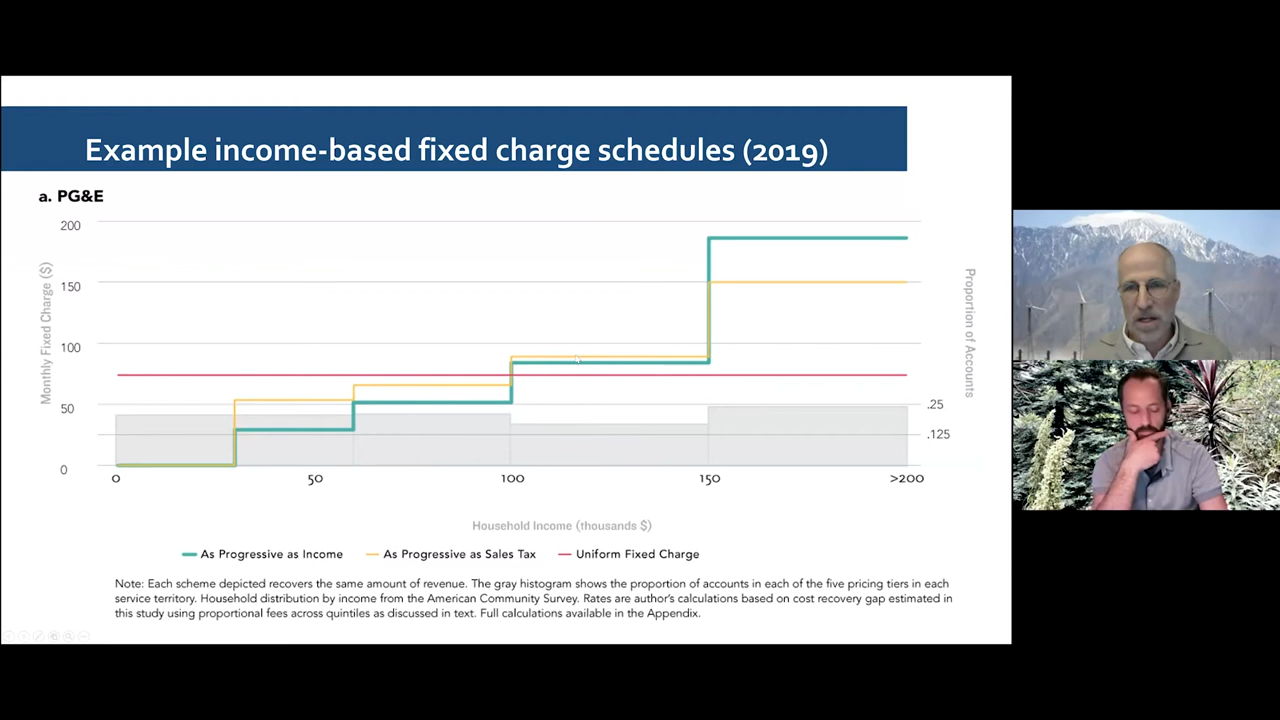 Example income-based fixed charge schedules (2019)
a. PG&E
Monthly Fixed Charge ($)
200
150
100
50
0
Proportion of Accounts
.25
.125
0
50
100
150
>200
Household Income (thousands $)
As Progressive as Income
As Progressive as Sales Tax
Uniform Fixed Charge
Note: Each scheme depicted recovers the same amount of revenue. The gray histogram shows the proportion of accounts in each of the five pricing tiers in each
service territory. Household distribution by income from the American Community Survey. Rates are author's calculations based on cost recovery gap estimated in
this study using proportional fees across quintiles as discussed in text. Full calculations available in the Appendix.